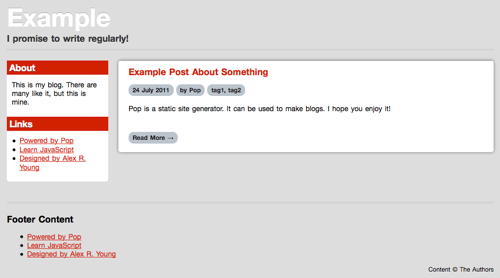 Example
I promise to write regularly!
About
This is my blog. There are
many like it, but this is
mine.
Links
Powered by Pop
Learn JavaScript
Designed by Alex R.
Young
Example Post About Something
24 July 2011 by Pop tag1, tag2
Pop is a static site generator. It can be used to make blogs. I hope you enjoy it!
Read More →
Footer Content
Powered by Pop
Learn JavaScript
Designed by Alex R. Young
Content © The Authors